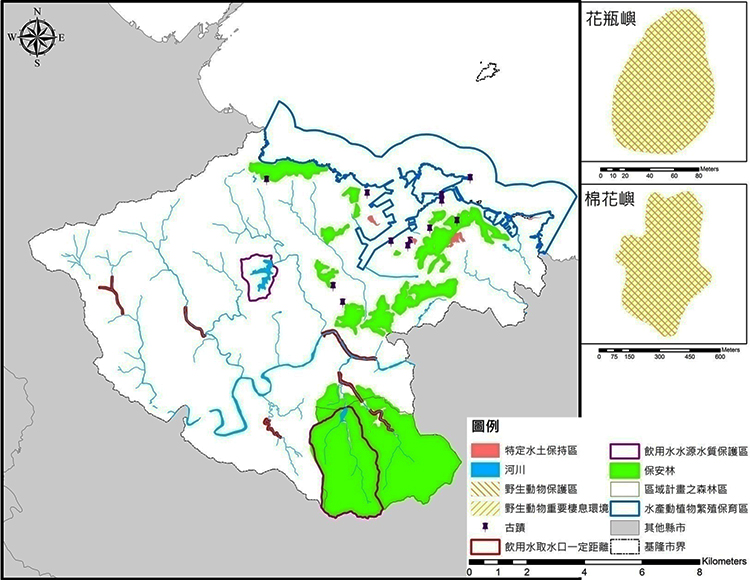 N
W
E
S
花瓶嶼
0 10 20 40 60 80 Meters
棉花嶼
0 75 150 300 450 600 Meters
圖例
特定水土保持區
河川
野生動物保護區
野生動物重要棲息環境
古蹟
飲用水取水口一定距離
飲用水水源水質保護區
保安林
區域計畫之森林區
水產動植物繁殖保育區
其他縣市
基隆市界
0 1 2 4 6 8 Kilometers